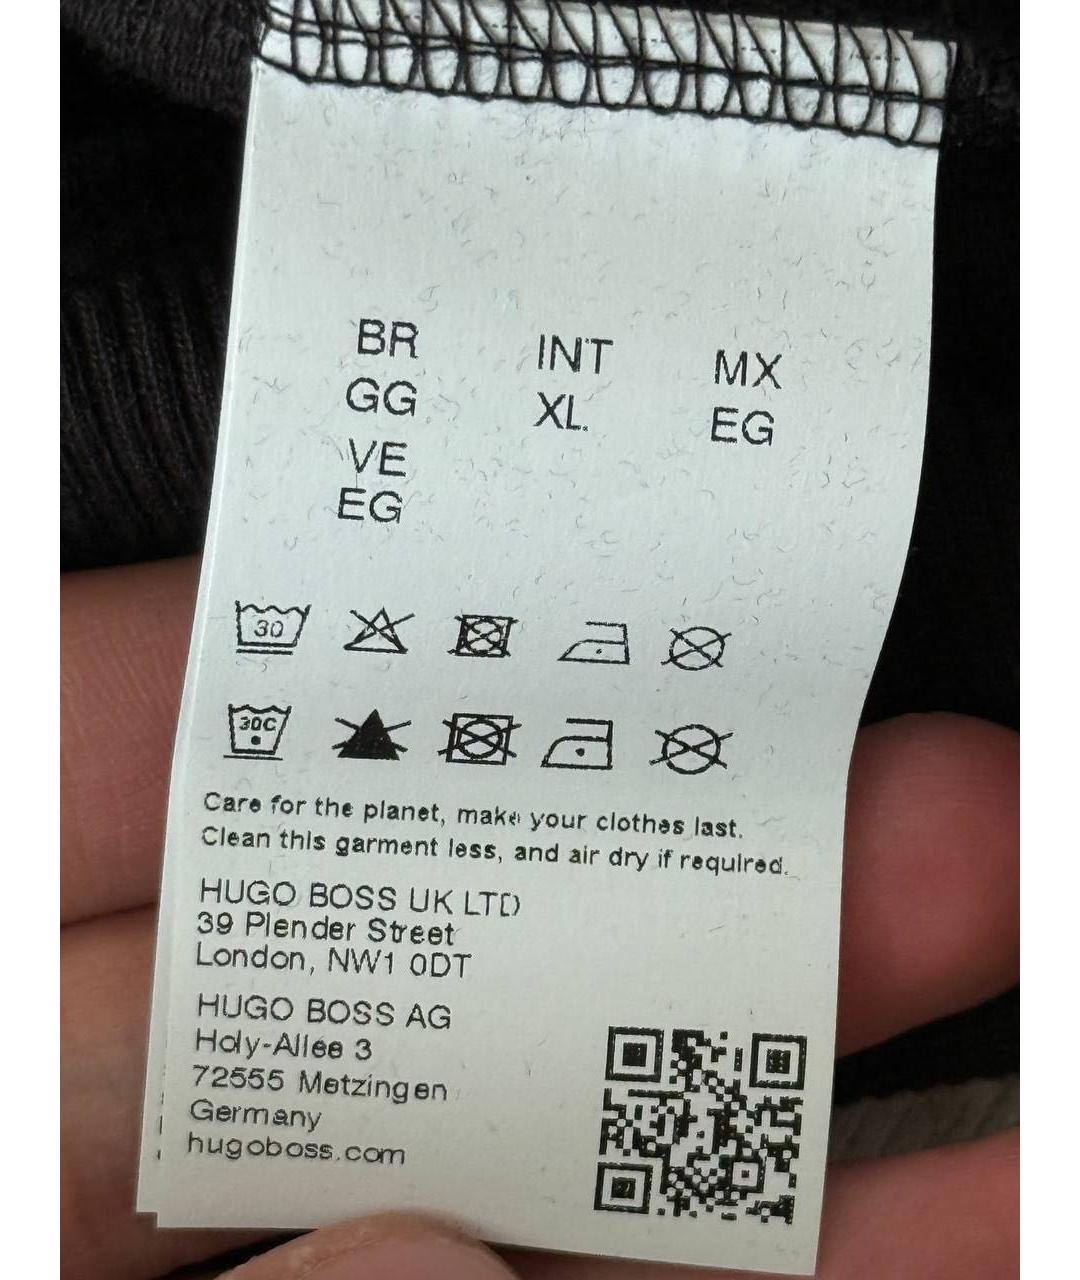 BR INT MX
GG XL EG
VE
EG
30
30C
Care for the planet, make your clothes last.
Clean this garment less, and air dry if required.
HUGO BOSS UK LTD
39 Plender Street
London, NW1 0DT
HUGO BOSS AG
Holy-Allee 3
72555 Metzingen
Germany
hugoboss.com